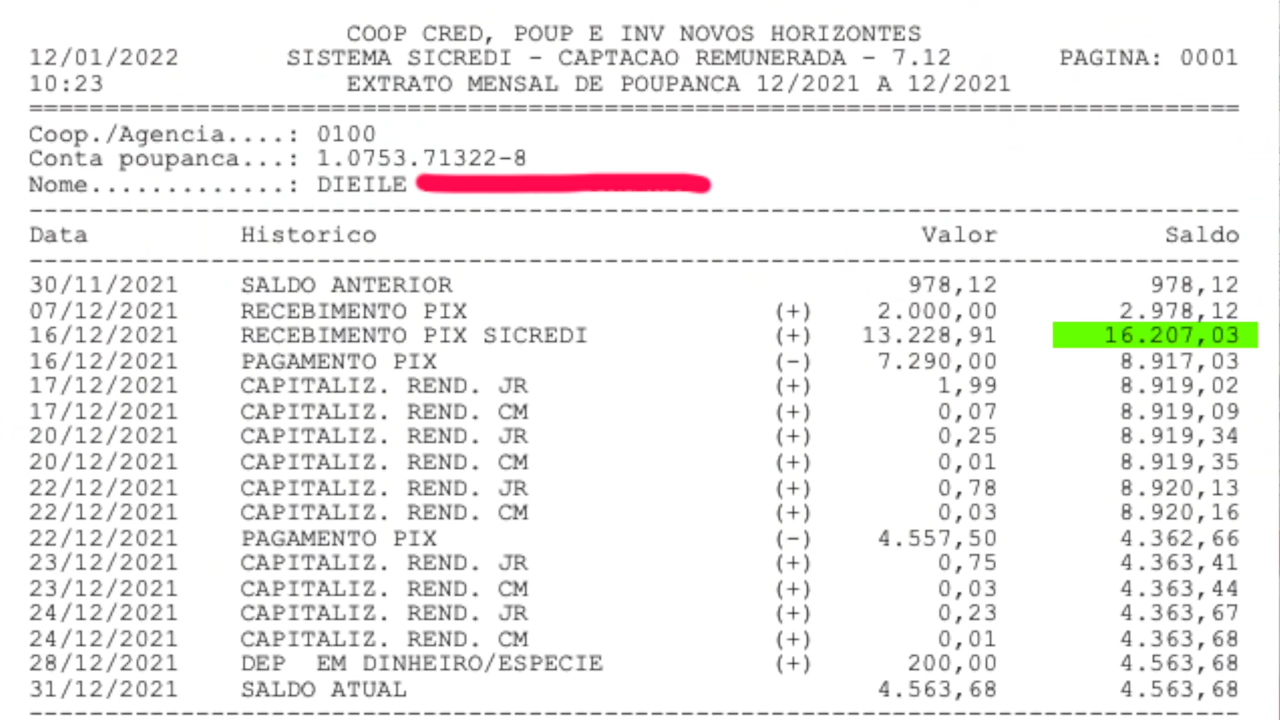 COOP CRED, POUP E INV NOVOS HORIZONTES
12/01/2022 SISTEMA SICREDI - CAPTACAO REMUNERADA - 7.12 PAGINA: 0001
10:23 EXTRATO MENSAL DE POUPANCA 12/2021 A 12/2021
Coop./Agencia....: 0100
Conta poupanca...: 1.0753.71322-8
Nome.............: DIEILE
Data Historico Valor Saldo
30/11/2021 SALDO ANTERIOR 978,12 978,12
07/12/2021 RECEBIMENTO PIX (+) 2.000,00 2.978,12
16/12/2021 RECEBIMENTO PIX SICREDI (+) 13.228,91 16.207,03
16/12/2021 PAGAMENTO PIX (-) 7.290,00 8.917,03
17/12/2021 CAPITALIZ. REND. JR (+) 1,99 8.919,02
17/12/2021 CAPITALIZ. REND. CM (+) 0,07 8.919,09
20/12/2021 CAPITALIZ. REND. JR (+) 0,25 8.919,34
20/12/2021 CAPITALIZ. REND. CM (+) 0,01 8.919,35
22/12/2021 CAPITALIZ. REND. JR (+) 0,78 8.920,13
22/12/2021 CAPITALIZ. REND. CM (+) 0,03 8.920,16
22/12/2021 PAGAMENTO PIX (-) 4.557,50 4.362,66
23/12/2021 CAPITALIZ. REND. JR (+) 0,75 4.363,41
23/12/2021 CAPITALIZ. REND. CM (+) 0,03 4.363,44
24/12/2021 CAPITALIZ. REND. JR (+) 0,23 4.363,67
24/12/2021 CAPITALIZ. REND. CM (+) 0,01 4.363,68
28/12/2021 DEP EM DINHEIRO/ESPECIE (+) 200,00 4.563,68
31/12/2021 SALDO ATUAL 4.563,68 4.563,68